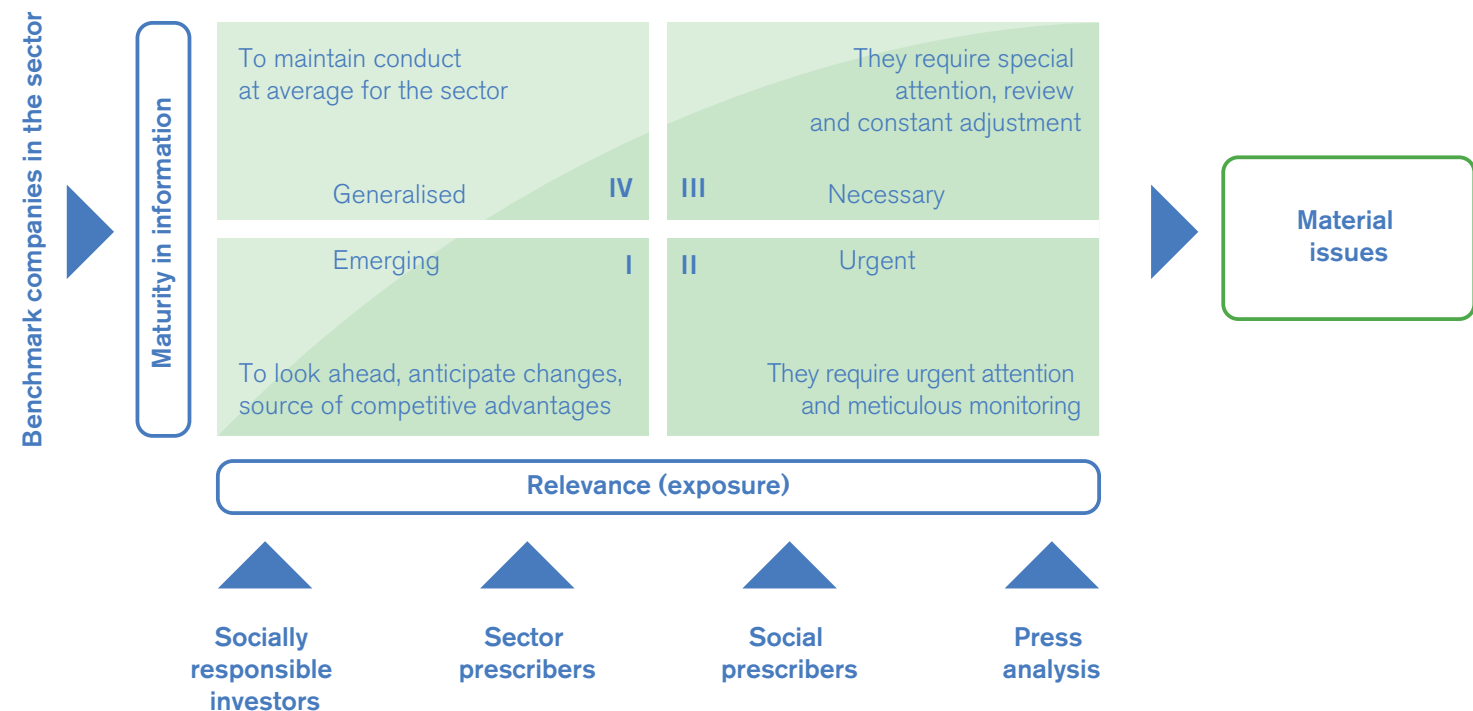 Benchmark companies in the sector
Maturity in information
To maintain conduct
at average for the sector
Generalised
IV
They require special
attention, review
and constant adjustment
III
Necessary
Emerging
I
To look ahead, anticipate changes,
source of competitive advantages
II
Urgent
They require urgent attention
and meticulous monitoring
Material
issues
Relevance (exposure)
Socially
responsible
investors
Sector
prescribers
Social
prescribers
Press
analysis